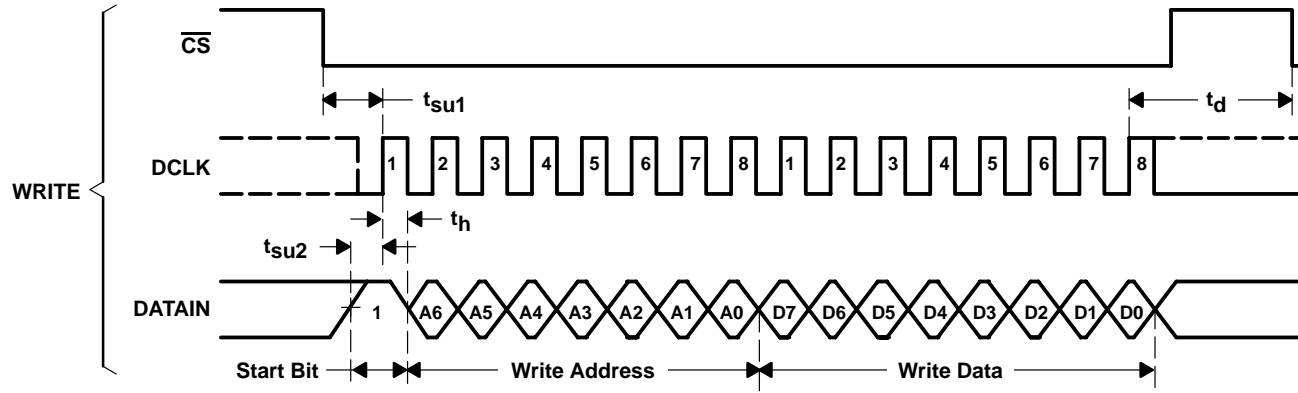 CS
tsu1
td
DCLK
1 2 3 4 5 6 7 8 1 2 3 4 5 6 7 8
WRITE
th
tsu2
DATAIN
1 A6 A5 A4 A3 A2 A1 A0 D7 D6 D5 D4 D3 D2 D1 D0
Start Bit Write Address Write Data